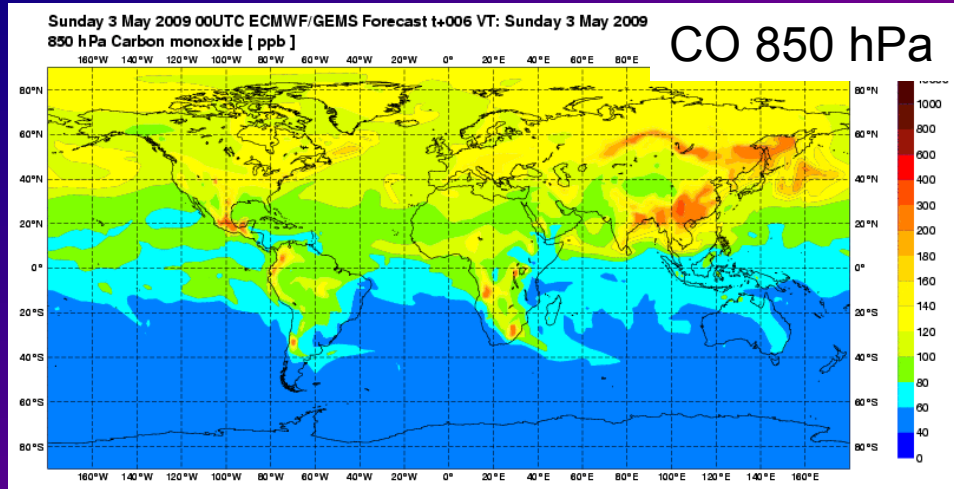 Sunday 3 May 2009 00UTC ECMWF/GEMS Forecast t+006 VT: Sunday 3 May 2009
850 hPa Carbon monoxide [ ppb ]
CO 850 hPa
160°W 140°W 120°W 100°W 80°W 60°W 40°W 20°W 0° 20°E 40°E 60°E 80°E
80°N 80°N
1000
60°N 60°N
800
600
40°N 40°N
400
300
20°N 20°N
200
180
0° 0°
160
140
20°S 20°S
120
100
40°S 40°S
80
60°S 60°S
60
40
80°S 80°S
0
160°W 140°W 120°W 100°W 80°W 60°W 40°W 20°W 0° 20°E 40°E 60°E 80°E 100°E 120°E 140°E 160°E